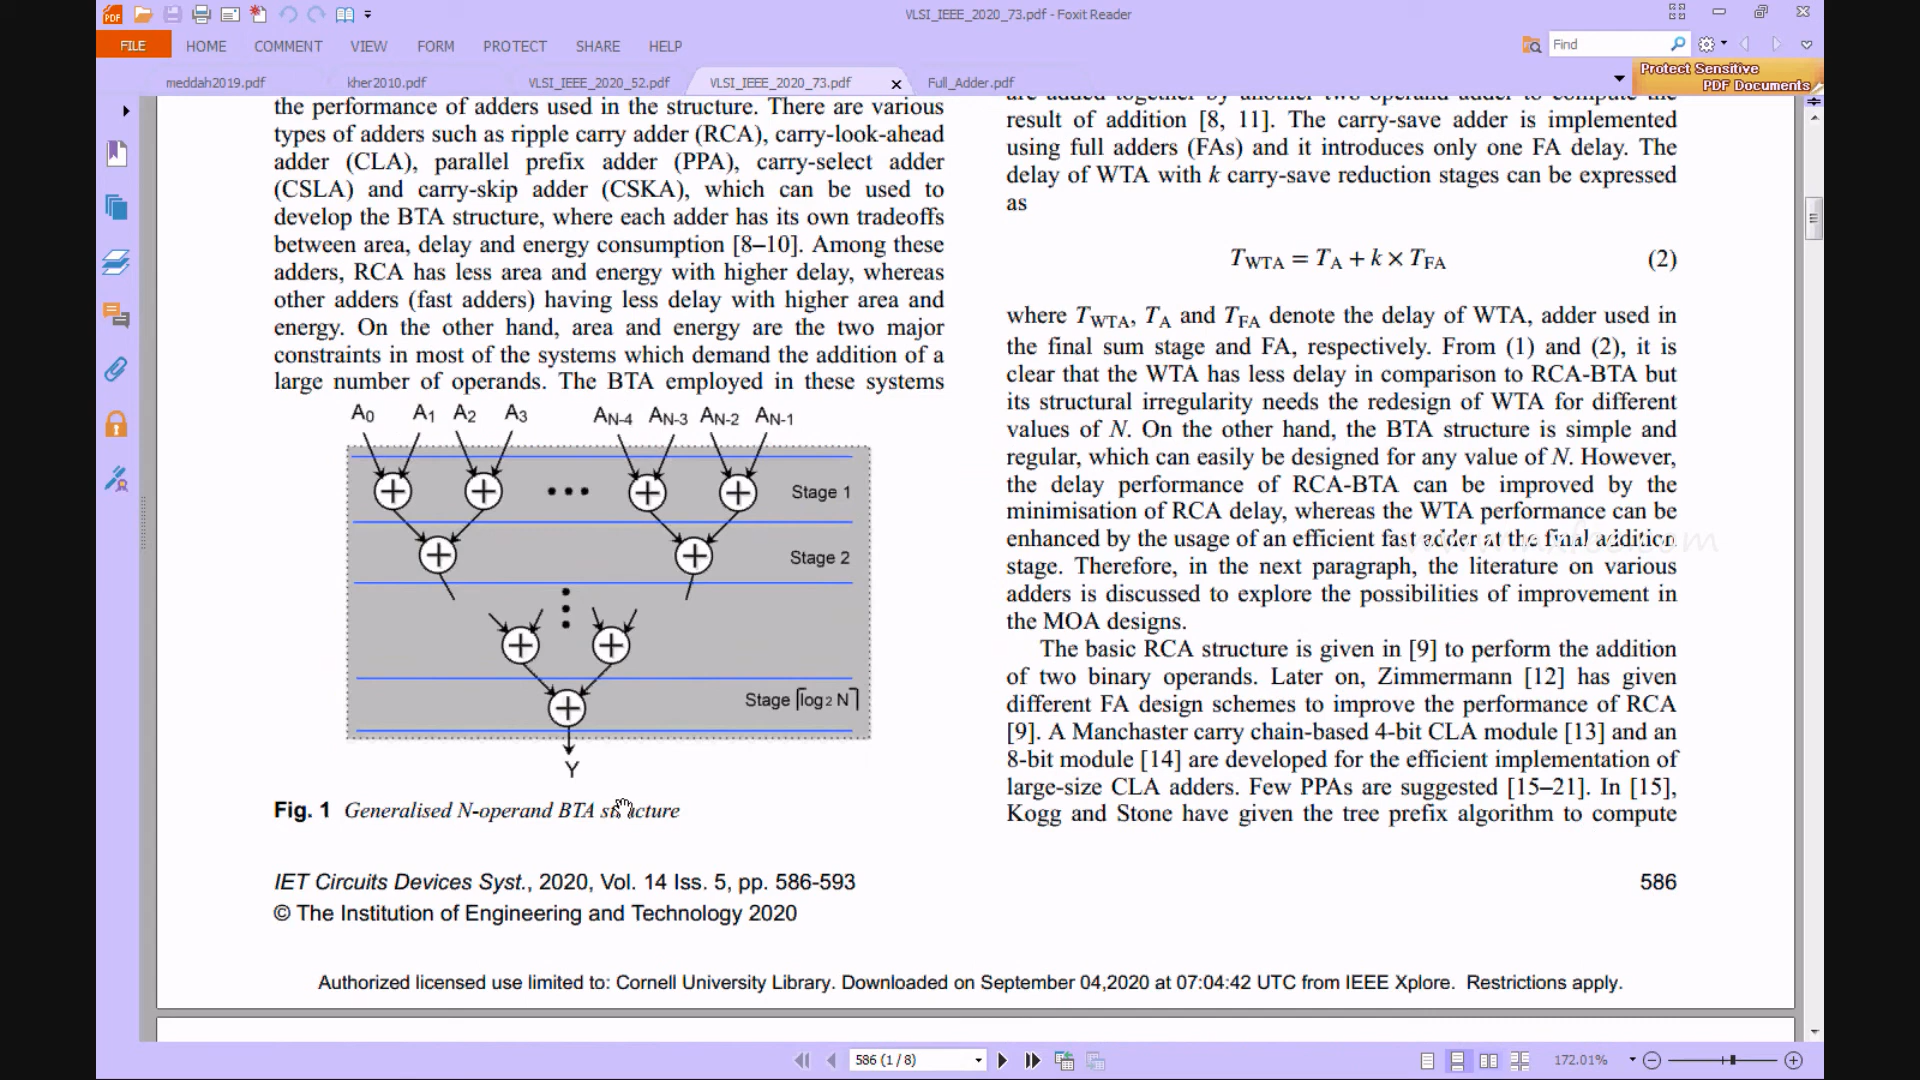 VLSI_IEEE_2020_73.pdf - Foxit Reader
FILE HOME COMMENT VIEW FORM PROTECT SHARE HELP
Find
meddah2019.pdf kher2010.pdf VLSI_IEEE_2020_52.pdf VLSI_IEEE_2020_73.pdf Full_Adder.pdf
Protect Sensitive
PDF Documents
the performance of adders used in the structure. There are various
types of adders such as ripple carry adder (RCA), carry-look-ahead
adder (CLA), parallel prefix adder (PPA), carry-select adder
(CSLA) and carry-skip adder (CSKA), which can be used to
develop the BTA structure, where each adder has its own tradeoffs
between area, delay and energy consumption [8–10]. Among these
adders, RCA has less area and energy with higher delay, whereas
other adders (fast adders) having less delay with higher area and
energy. On the other hand, area and energy are the two major
constraints in most of the systems which demand the addition of a
large number of operands. The BTA employed in these systems
A0 A1 A2 A3 AN-4 AN-3 AN-2 AN-1
Stage 1
Stage 2
Stage ⌈log2 N⌉
Y
Fig. 1 Generalised N-operand BTA structure
IET Circuits Devices Syst., 2020, Vol. 14 Iss. 5, pp. 586-593
© The Institution of Engineering and Technology 2020
are added together by another two operand adder to compute the
result of addition [8, 11]. The carry-save adder is implemented
using full adders (FAs) and it introduces only one FA delay. The
delay of WTA with k carry-save reduction stages can be expressed
as
TWTA = TA + k × TFA (2)
where TWTA, TA and TFA denote the delay of WTA, adder used in
the final sum stage and FA, respectively. From (1) and (2), it is
clear that the WTA has less delay in comparison to RCA-BTA but
its structural irregularity needs the redesign of WTA for different
values of N. On the other hand, the BTA structure is simple and
regular, which can easily be designed for any value of N. However,
the delay performance of RCA-BTA can be improved by the
minimisation of RCA delay, whereas the WTA performance can be
enhanced by the usage of an efficient fast adder at the final addition
stage. Therefore, in the next paragraph, the literature on various
adders is discussed to explore the possibilities of improvement in
the MOA designs.
The basic RCA structure is given in [9] to perform the addition
of two binary operands. Later on, Zimmermann [12] has given
different FA design schemes to improve the performance of RCA
[9]. A Manchaster carry chain-based 4-bit CLA module [13] and an
8-bit module [14] are developed for the efficient implementation of
large-size CLA adders. Few PPAs are suggested [15–21]. In [15],
Kogg and Stone have given the tree prefix algorithm to compute
586
Authorized licensed use limited to: Cornell University Library. Downloaded on September 04,2020 at 07:04:42 UTC from IEEE Xplore. Restrictions apply.
586 (1 / 8)
172.01%